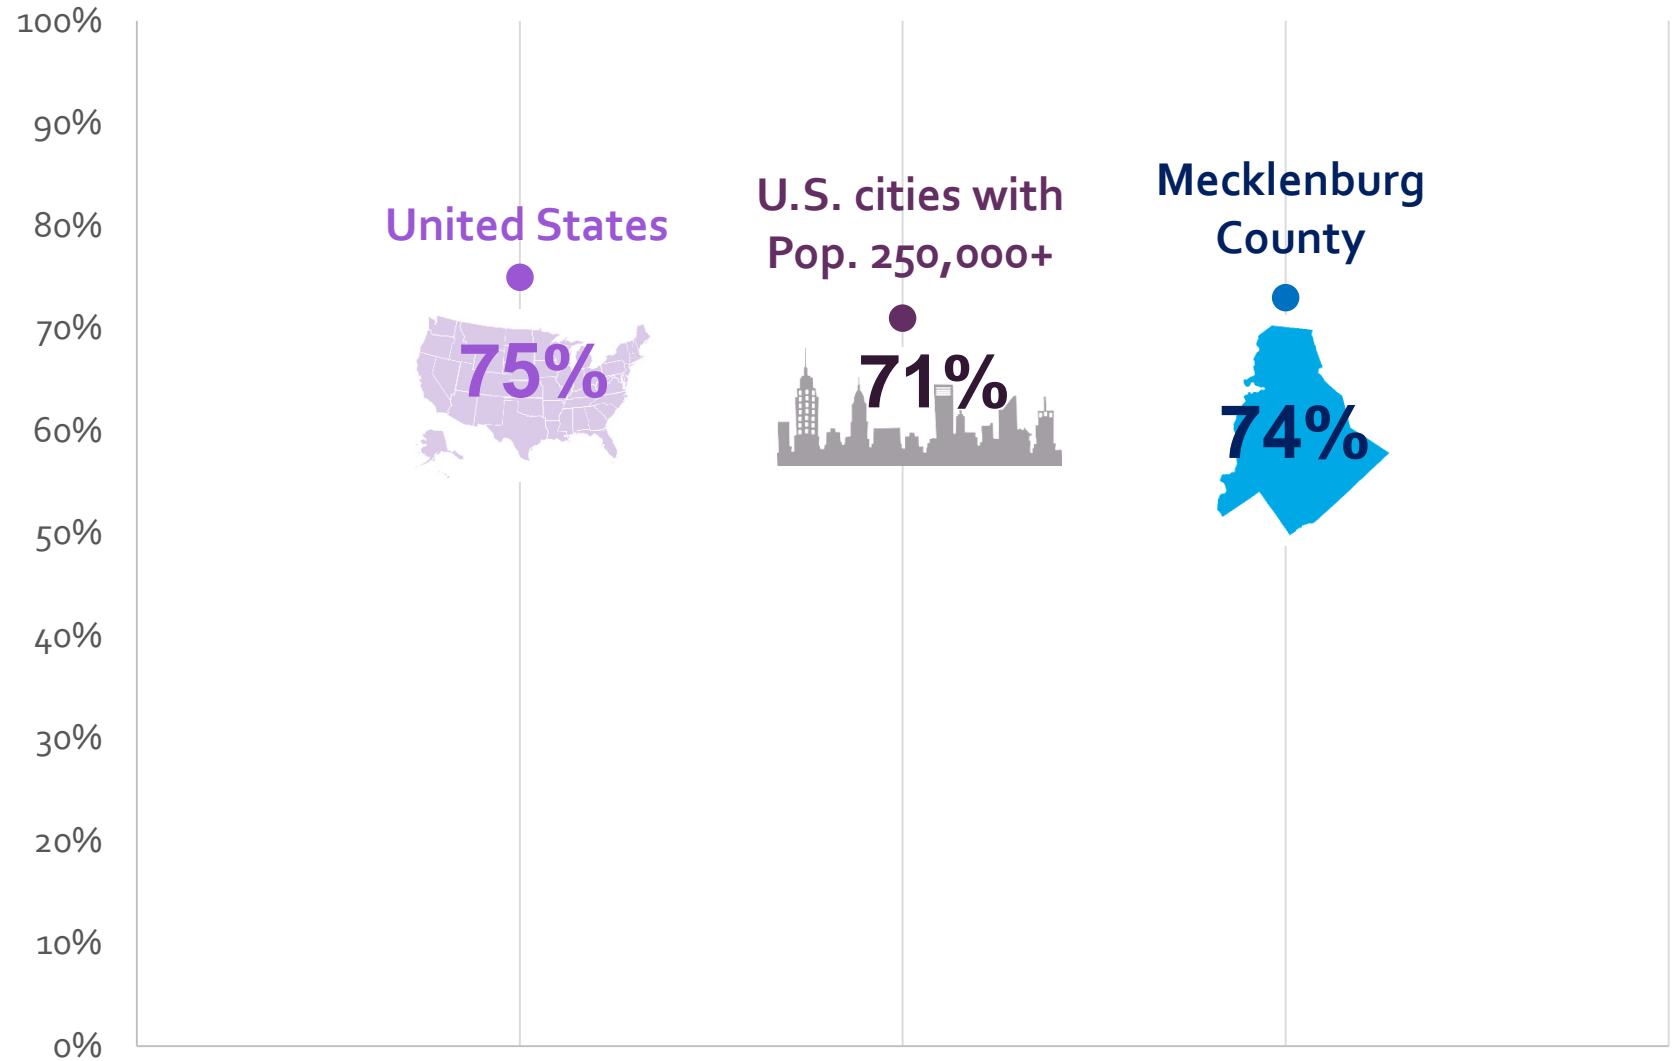 100%
90%
80%
70%
60%
50%
40%
30%
20%
10%
0%
United States
75%
U.S. cities with
Pop. 250,000+
71%
Mecklenburg
County
74%